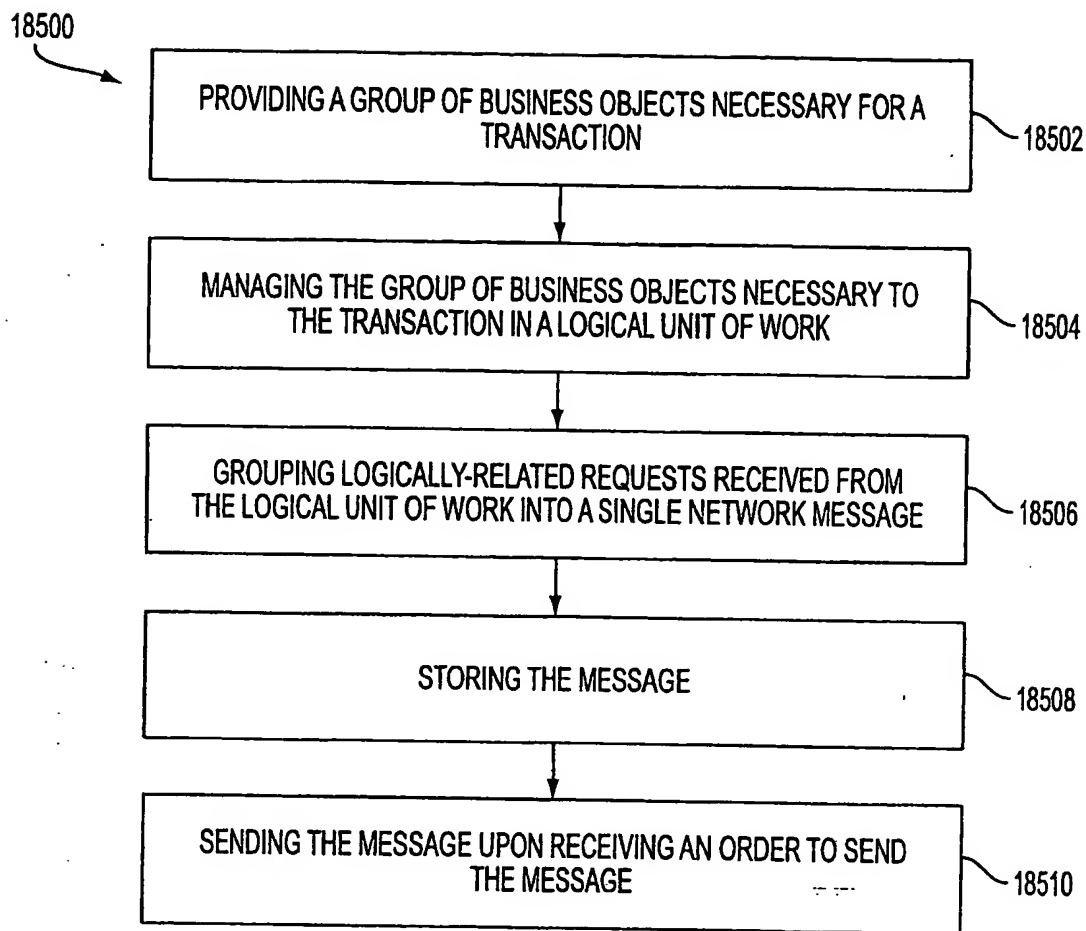 18500
PROVIDING A GROUP OF BUSINESS OBJECTS NECESSARY FOR A
TRANSACTION
18502
MANAGING THE GROUP OF BUSINESS OBJECTS NECESSARY TO
THE TRANSACTION IN A LOGICAL UNIT OF WORK
18504
GROUPING LOGICALLY-RELATED REQUESTS RECEIVED FROM
THE LOGICAL UNIT OF WORK INTO A SINGLE NETWORK MESSAGE
18506
STORING THE MESSAGE
18508
SENDING THE MESSAGE UPON RECEIVING AN ORDER TO SEND
THE MESSAGE
18510